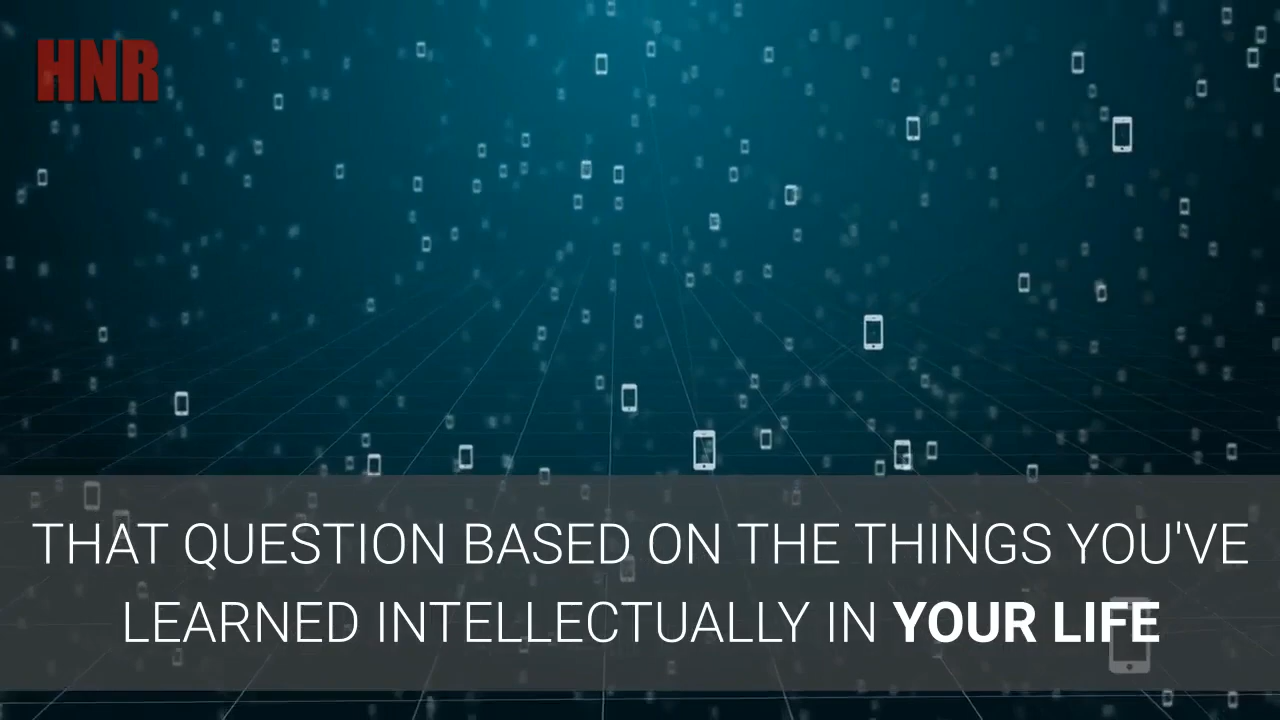 HNR
THAT QUESTION BASED ON THE THINGS YOU'VE
LEARNED INTELLECTUALLY IN YOUR LIFE